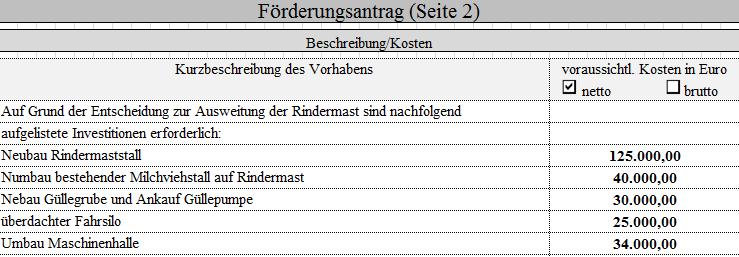 Förderungsantrag (Seite 2)
Beschreibung/Kosten
Kurzbeschreibung des Vorhabens
voraussichtl. Kosten in Euro
netto brutto
Auf Grund der Entscheidung zur Ausweitung der Rindermast sind nachfolgend
aufgelistete Investitionen erforderlich:
Neubau Rindermaststall 125.000,00
Numbau bestehender Milchviehstall auf Rindermast 40.000,00
Nebau Güllegrube und Ankauf Güllepumpe 30.000,00
überdachter Fahrsilo 25.000,00
Umbau Maschinenhalle 34.000,00